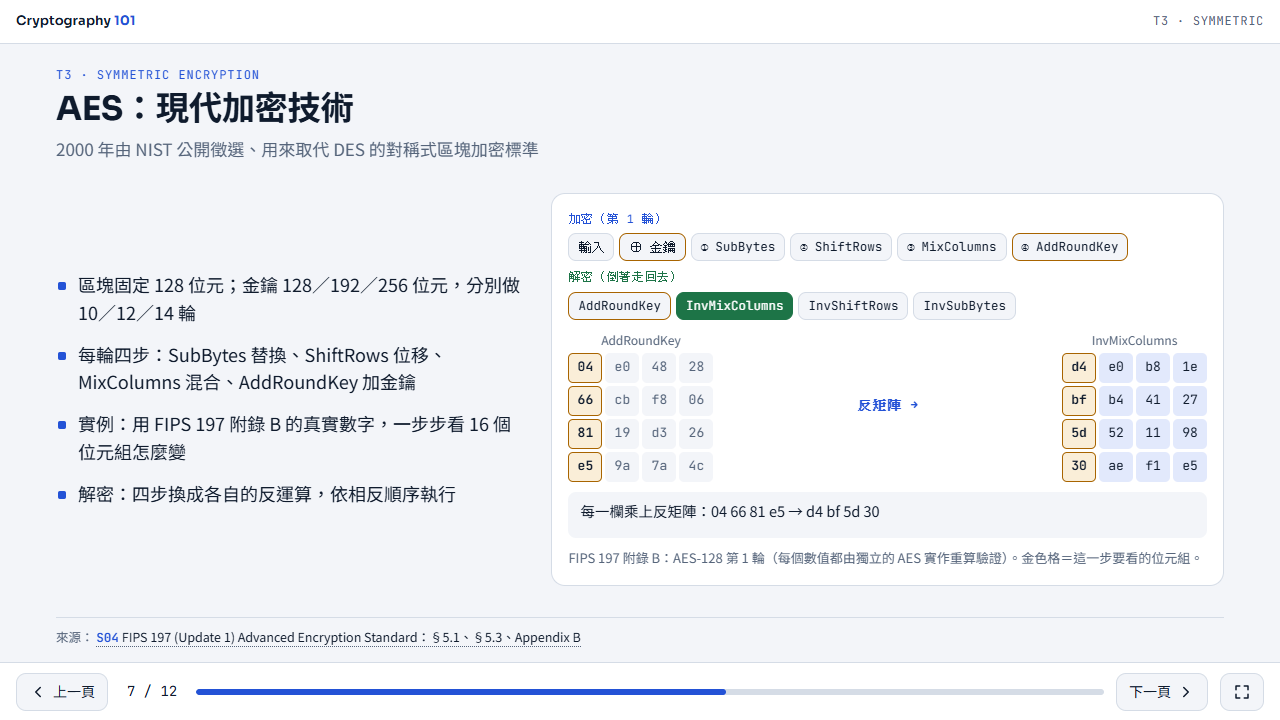 Cryptography 101
T3 · SYMMETRIC
T3 · SYMMETRIC ENCRYPTION
AES：現代加密技術
2000 年由 NIST 公開徵選、用來取代 DES 的對稱式區塊加密標準
區塊固定 128 位元；金鑰 128／192／256 位元，分別做
10／12／14 輪
每輪四步：SubBytes 替換、ShiftRows 位移、
MixColumns 混合、AddRoundKey 加金鑰
實例：用 FIPS 197 附錄 B 的真實數字，一步步看 16 個
位元組怎麼變
解密：四步換成各自的反運算，依相反順序執行
加密（第 1 輪）
輸入 ⊕ 金鑰 ① SubBytes ② ShiftRows ③ MixColumns ④ AddRoundKey
解密（倒著走回去）
AddRoundKey InvMixColumns InvShiftRows InvSubBytes
AddRoundKey
04 e0 48 28
66 cb f8 06
81 19 d3 26
e5 9a 7a 4c
反矩陣 →
InvMixColumns
d4 e0 b8 1e
bf b4 41 27
5d 52 11 98
30 ae f1 e5
每一欄乘上反矩陣：04 66 81 e5 → d4 bf 5d 30
FIPS 197 附錄 B：AES-128 第 1 輪（每個數值都由獨立的 AES 實作重算驗證）。金色格＝這一步要看的位元組。
來源： S04 FIPS 197 (Update 1) Advanced Encryption Standard：§5.1、§5.3、Appendix B
上一頁
7 / 12
下一頁